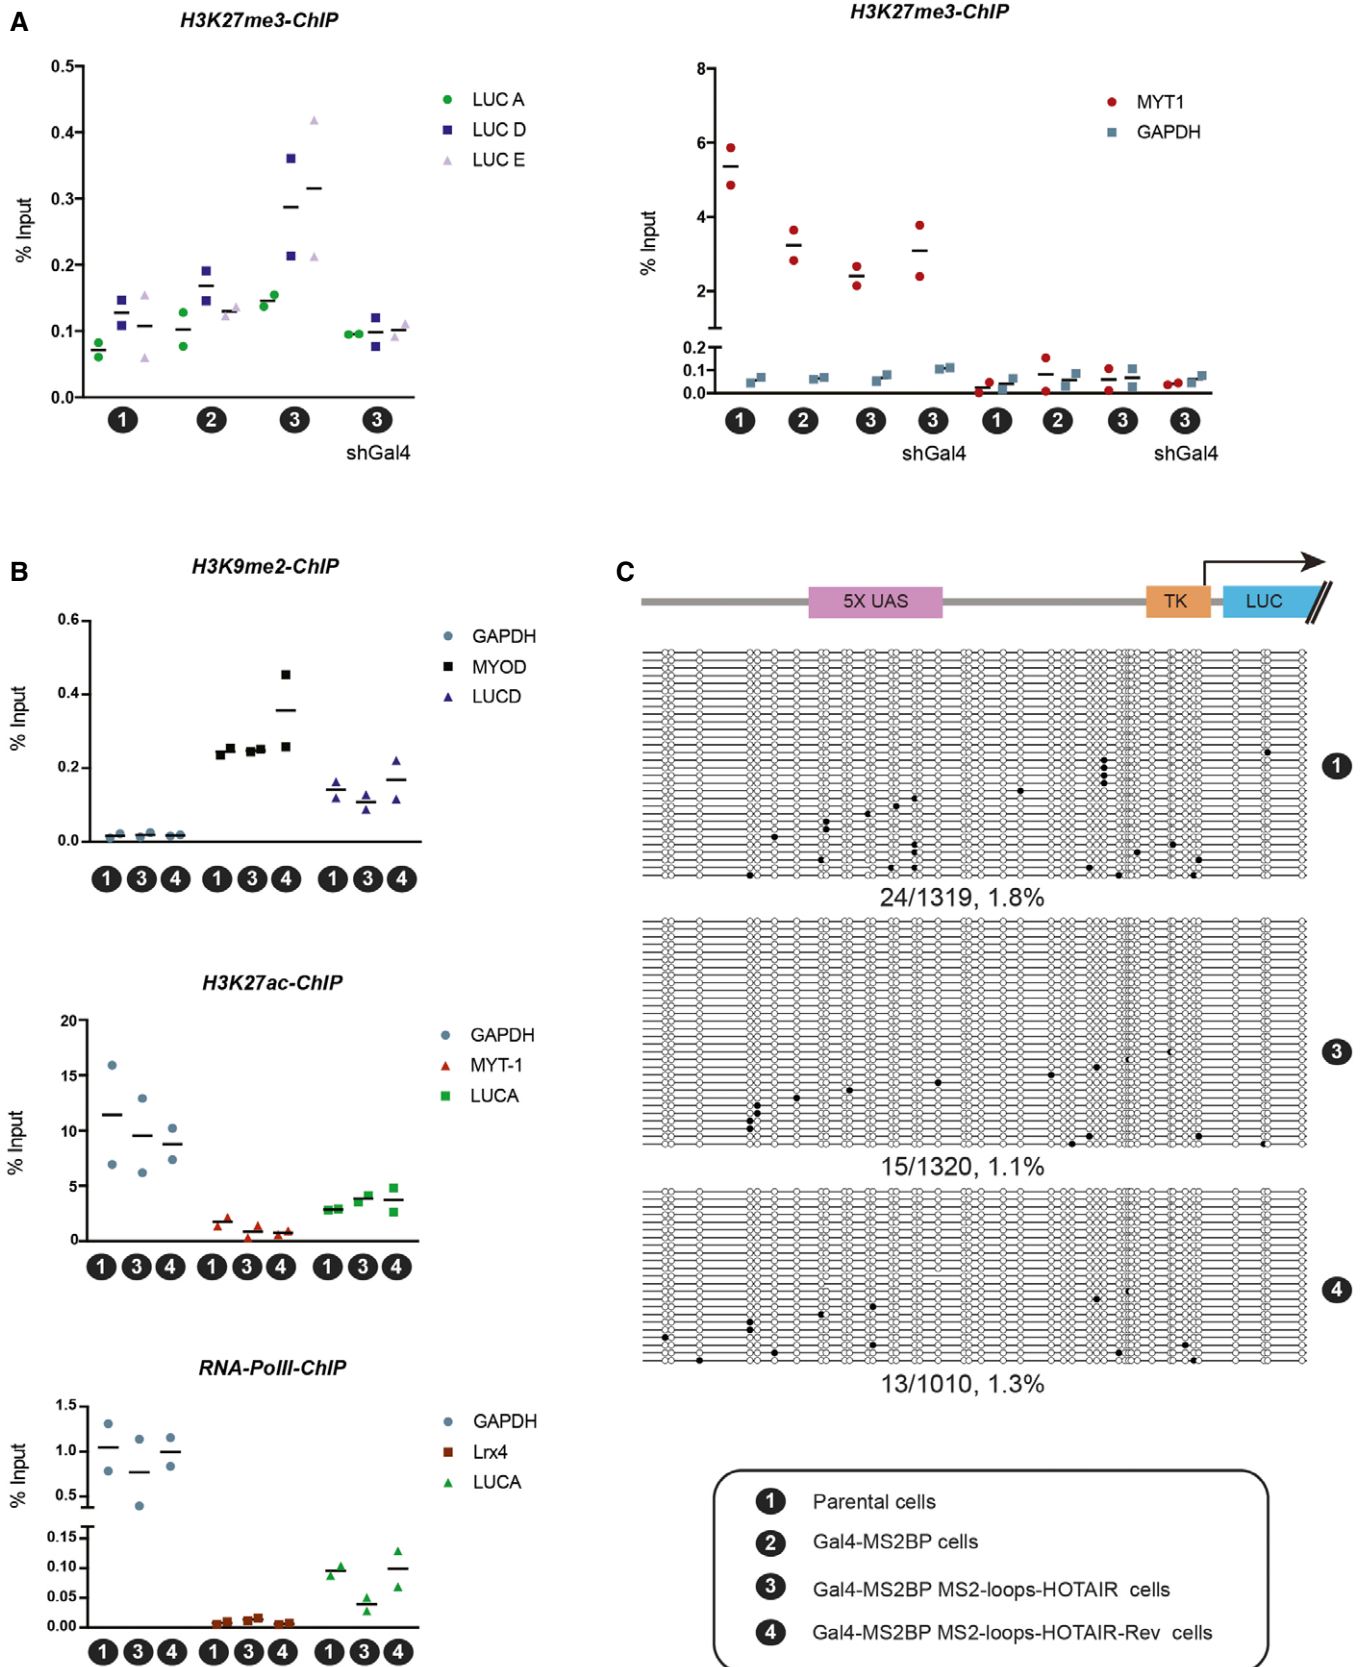 A
H3K27me3-ChIP
% Input
0.5
0.4
0.3
0.2
0.1
0.0
LUC A
LUC D
LUC E
1 2 3 3
shGal4
H3K27me3-ChIP
% Input
8
6
4
2
0.2
0.1
0.0
MYT1
GAPDH
1 2 3 3 1 2 3 3
shGal4 shGal4
B
H3K9me2-ChIP
% Input
0.6
0.4
0.2
0.0
GAPDH
MYOD
LUCD
1 3 4 1 3 4 1 3 4
H3K27ac-ChIP
% Input
20
15
10
5
0
GAPDH
MYT-1
LUCA
1 3 4 1 3 4 1 3 4
RNA-PolII-ChIP
% Input
1.5
1.0
0.5
0.15
0.10
0.05
0.00
GAPDH
Lrx4
LUCA
1 3 4 1 3 4 1 3 4
C
5X UAS TK LUC
1
24/1319, 1.8%
3
15/1320, 1.1%
4
13/1010, 1.3%
1 Parental cells
2 Gal4-MS2BP cells
3 Gal4-MS2BP MS2-loops-HOTAIR cells
4 Gal4-MS2BP MS2-loops-HOTAIR-Rev cells